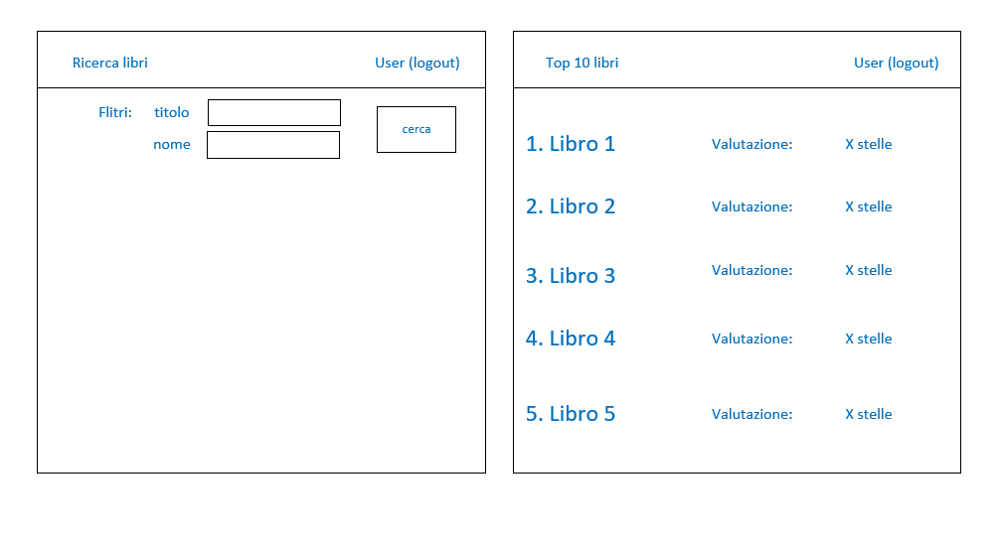 Ricerca libri
User (logout)
Flitri:
titolo
nome
cerca
Top 10 libri
User (logout)
1. Libro 1
Valutazione:
X stelle
2. Libro 2
Valutazione:
X stelle
3. Libro 3
Valutazione:
X stelle
4. Libro 4
Valutazione:
X stelle
5. Libro 5
Valutazione:
X stelle